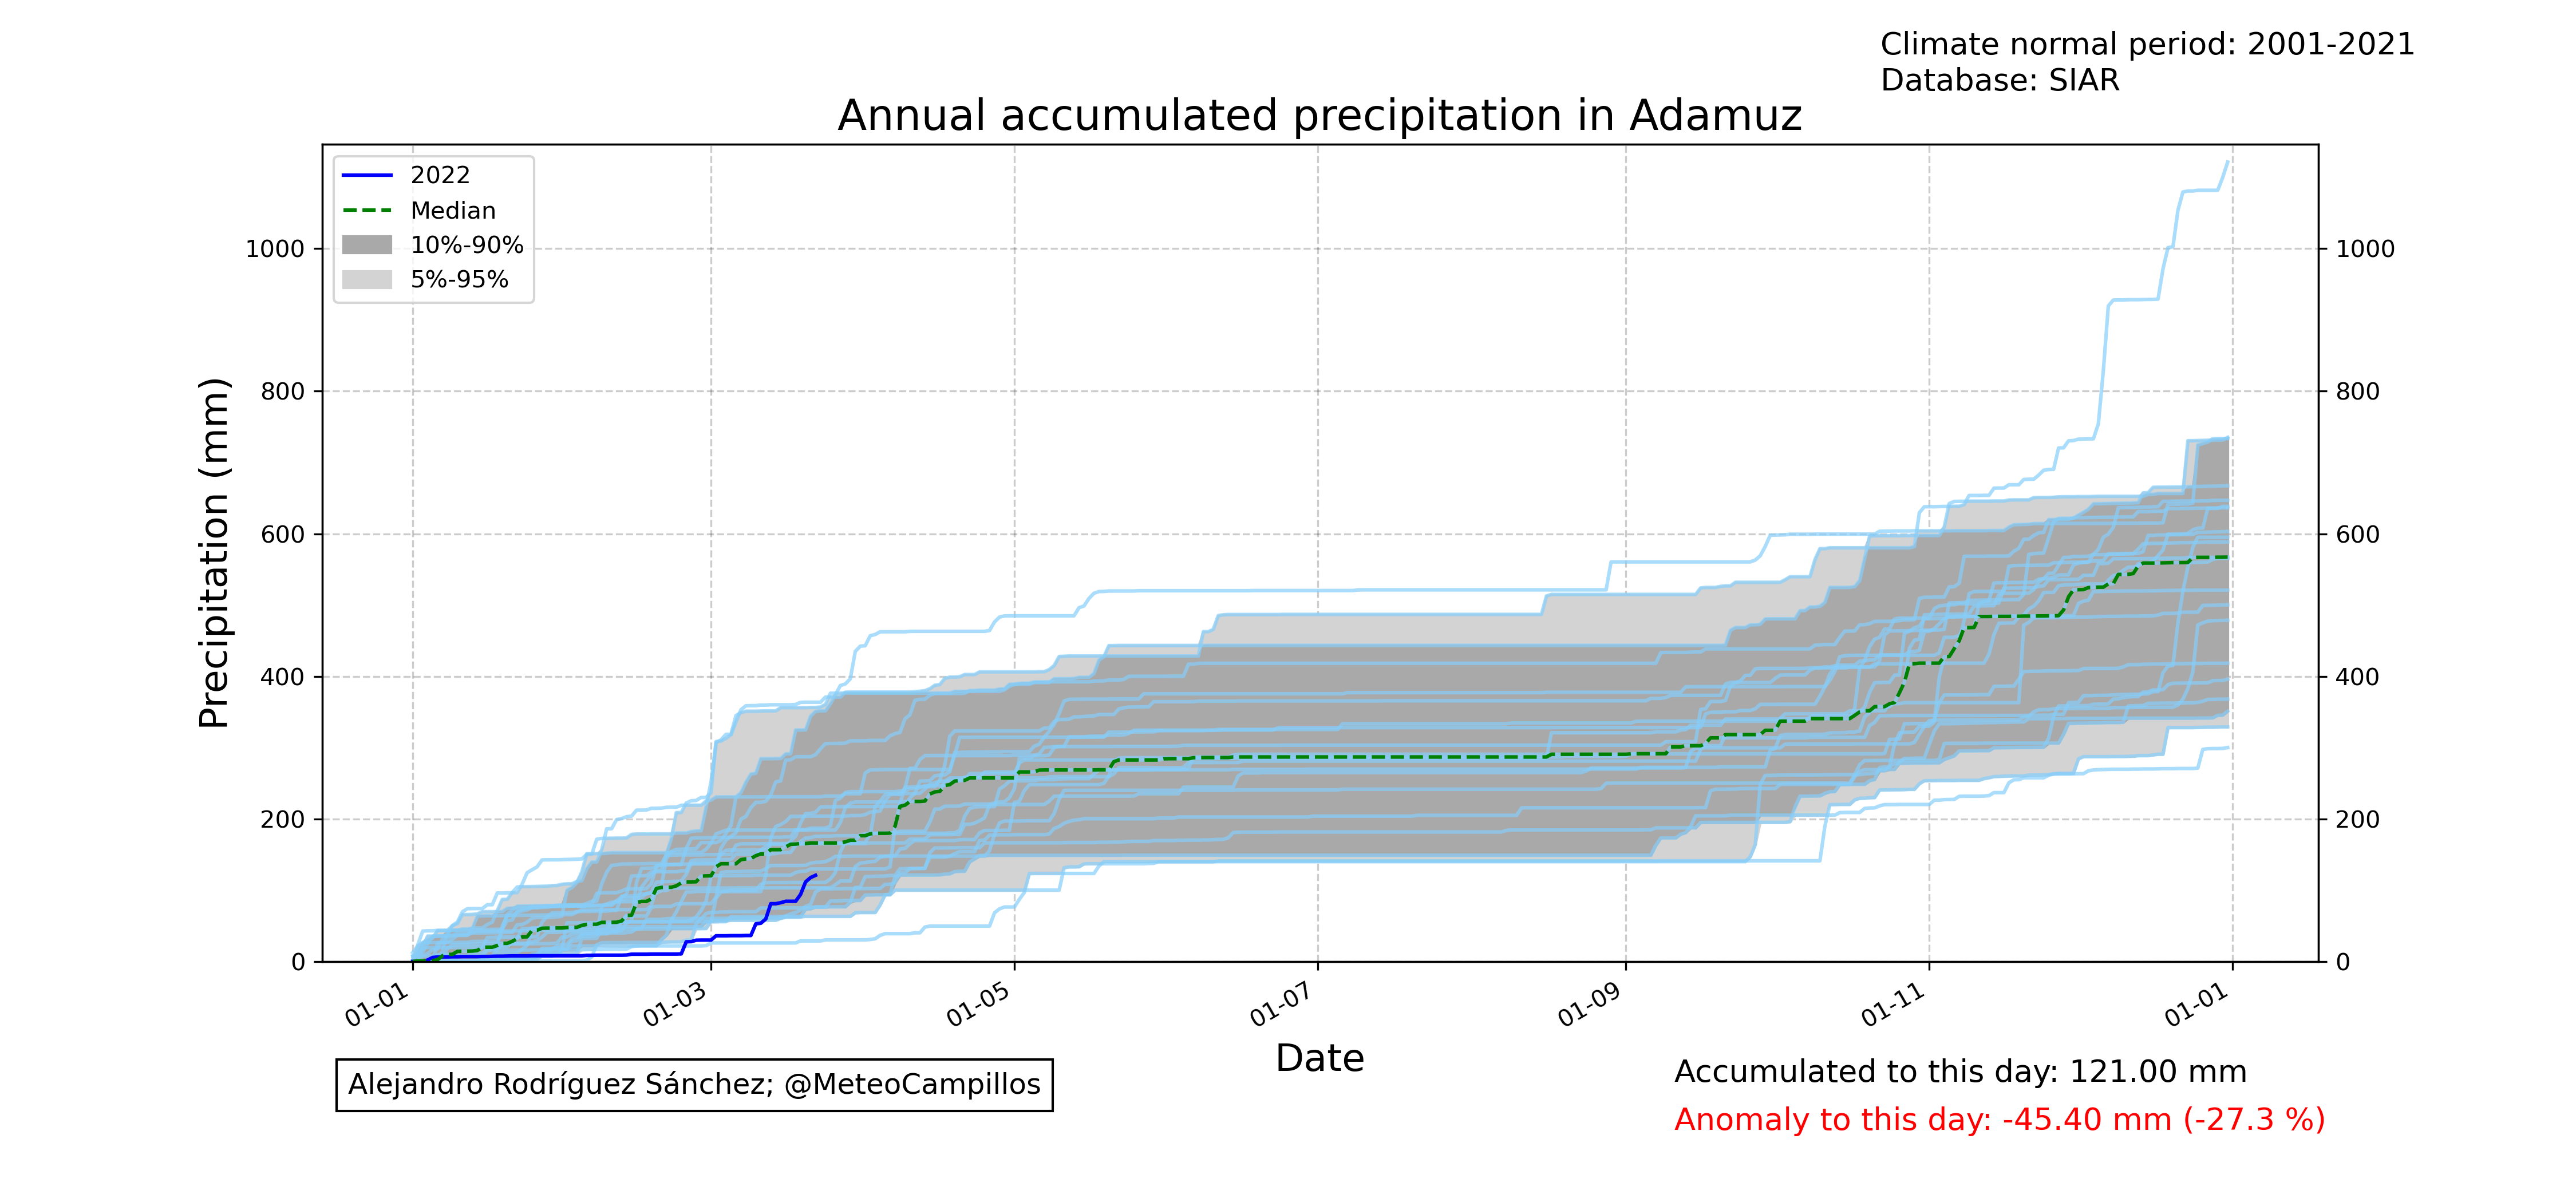 Climate normal period: 2001-2021
Database: SIAR
Annual accumulated precipitation in Adamuz
2022
Median
10%-90%
5%-95%
Precipitation (mm)
1000
800
600
400
200
0
1000
800
600
400
200
0
01-01
01-03
01-05
01-07
01-09
01-11
01-01
Date
Alejandro Rodríguez Sánchez; @MeteoCampillos
Accumulated to this day: 121.00 mm
Anomaly to this day: -45.40 mm (-27.3 %)